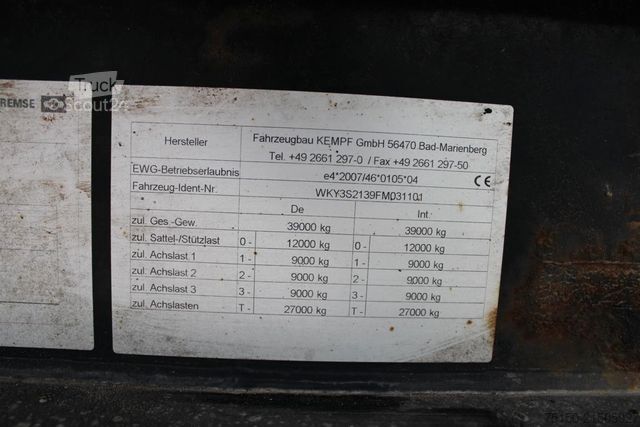 Truck
Scout24
REMSE
Hersteller Fahrzeugbau KEMPF GmbH 56470 Bad-Marienberg
Tel. +49 2661 297-0 / Fax +49 2661 297-50
EWG-Betriebserlaubnis e4*2007/46*0105*04 CE
Fahrzeug-Ident-Nr. WKY3S2139FM031101
De Int
zul. Ges.-Gew. 39000 kg 39000 kg
zul. Sattel-/Stützlast 0 - 12000 kg 0 - 12000 kg
zul. Achslast 1 1 - 9000 kg 1 - 9000 kg
zul. Achslast 2 2 - 9000 kg 2 - 9000 kg
zul. Achslast 3 3 - 9000 kg 3 - 9000 kg
zul. Achslasten T - 27000 kg T - 27000 kg